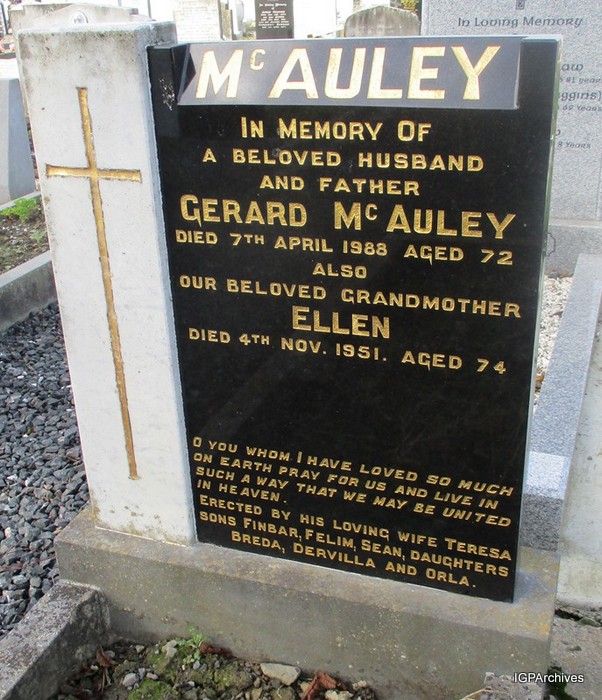 McAULEY
IN MEMORY OF
A BELOVED HUSBAND
AND FATHER
GERARD McAULEY
DIED 7TH APRIL 1988 AGED 72
ALSO
OUR BELOVED GRANDMOTHER
ELLEN
DIED 4TH NOV. 1951. AGED 74
O YOU WHOM I HAVE LOVED SO MUCH
ON EARTH PRAY FOR US AND LIVE IN
SUCH A WAY THAT WE MAY BE UNITED
IN HEAVEN.
ERECTED BY HIS LOVING WIFE TERESA
SONS FINBAR, FELIM, SEAN, DAUGHTERS
BREDA, DERVILLA AND ORLA.
In Loving Memory
IGPArchives